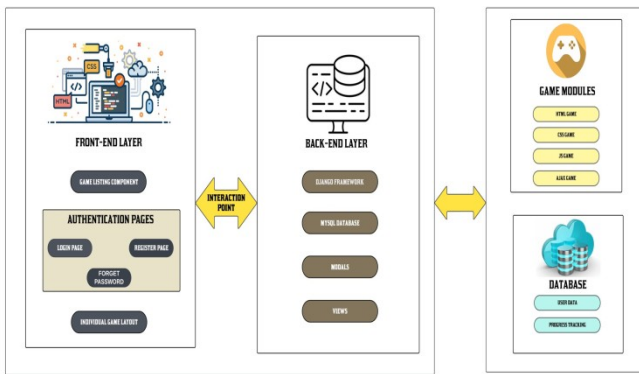 CSS
</>
HTML
FRONT-END LAYER
GAME LISTING COMPONENT
AUTHENTICATION PAGES
LOGIN PAGE
REGISTER PAGE
FORGET
PASSWORD
INDIVIDUAL GAME LAYOUT
INTERACTION
POINT
</>
BACK-END LAYER
DJANGO FRAMEWORK
MYSQL DATABASE
MODALS
VIEWS
GAME MODULES
HTML GAME
CSS GAME
JS GAME
AJAX GAME
DATABASE
USER DATA
PROGRESS TRACKING